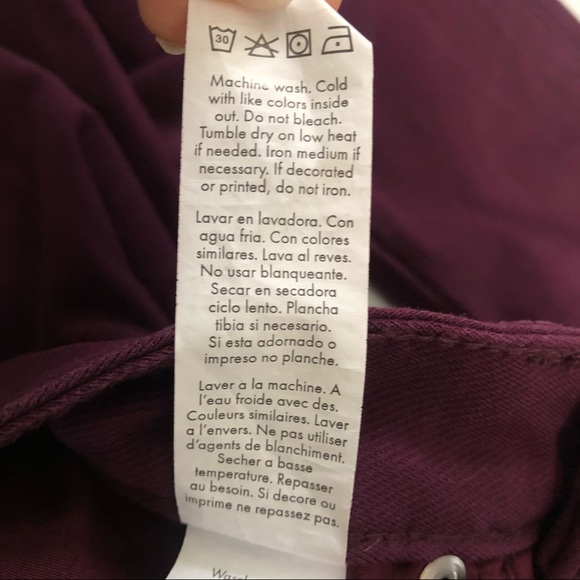 30
Machine wash. Cold
with like colors inside
out. Do not bleach.
Tumble dry on low heat
if needed. Iron medium if
necessary. If decorated
or printed, do not iron.
Lavar en lavadora. Con
agua fria. Con colores
similares. Lava al reves.
No usar blanqueante.
Secar en secadora
ciclo lento. Plancha
tibia si necesario.
Si esta adornado o
impreso no planche.
Laver a la machine. A
l'eau froide avec des.
Couleurs similaires. Laver
a l'envers. Ne pas utiliser
d'agents de blanchiment.
Secher a basse
temperature. Repasser
au besoin. Si decore ou
imprime ne repassez pas.